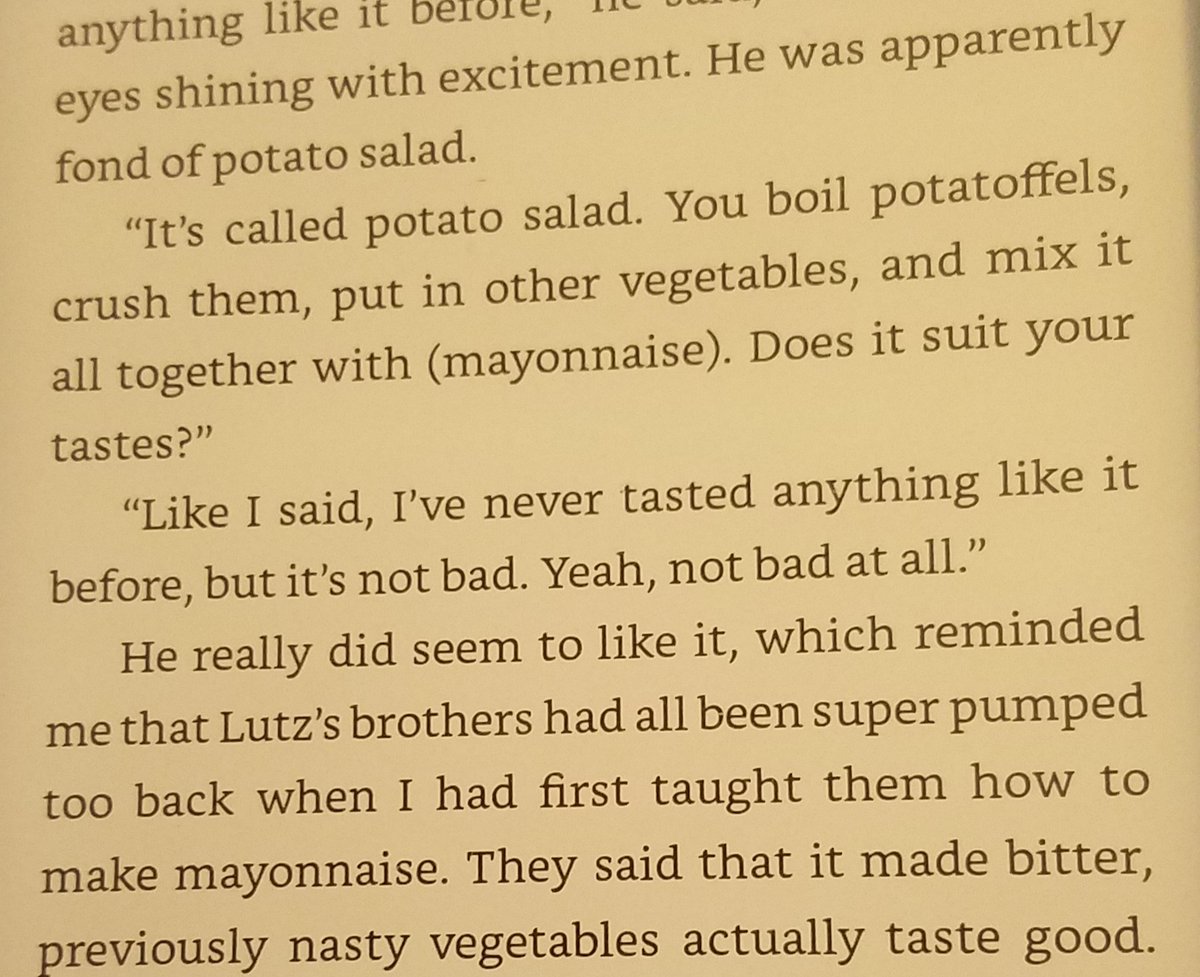 anything like it before,” he
eyes shining with excitement. He was apparently
fond of potato salad.
“It’s called potato salad. You boil potatoffels,
crush them, put in other vegetables, and mix it
all together with (mayonnaise). Does it suit your
tastes?”
“Like I said, I’ve never tasted anything like it
before, but it’s not bad. Yeah, not bad at all.”
He really did seem to like it, which reminded
me that Lutz’s brothers had all been super pumped
too back when I had first taught them how to
make mayonnaise. They said that it made bitter,
previously nasty vegetables actually taste good.